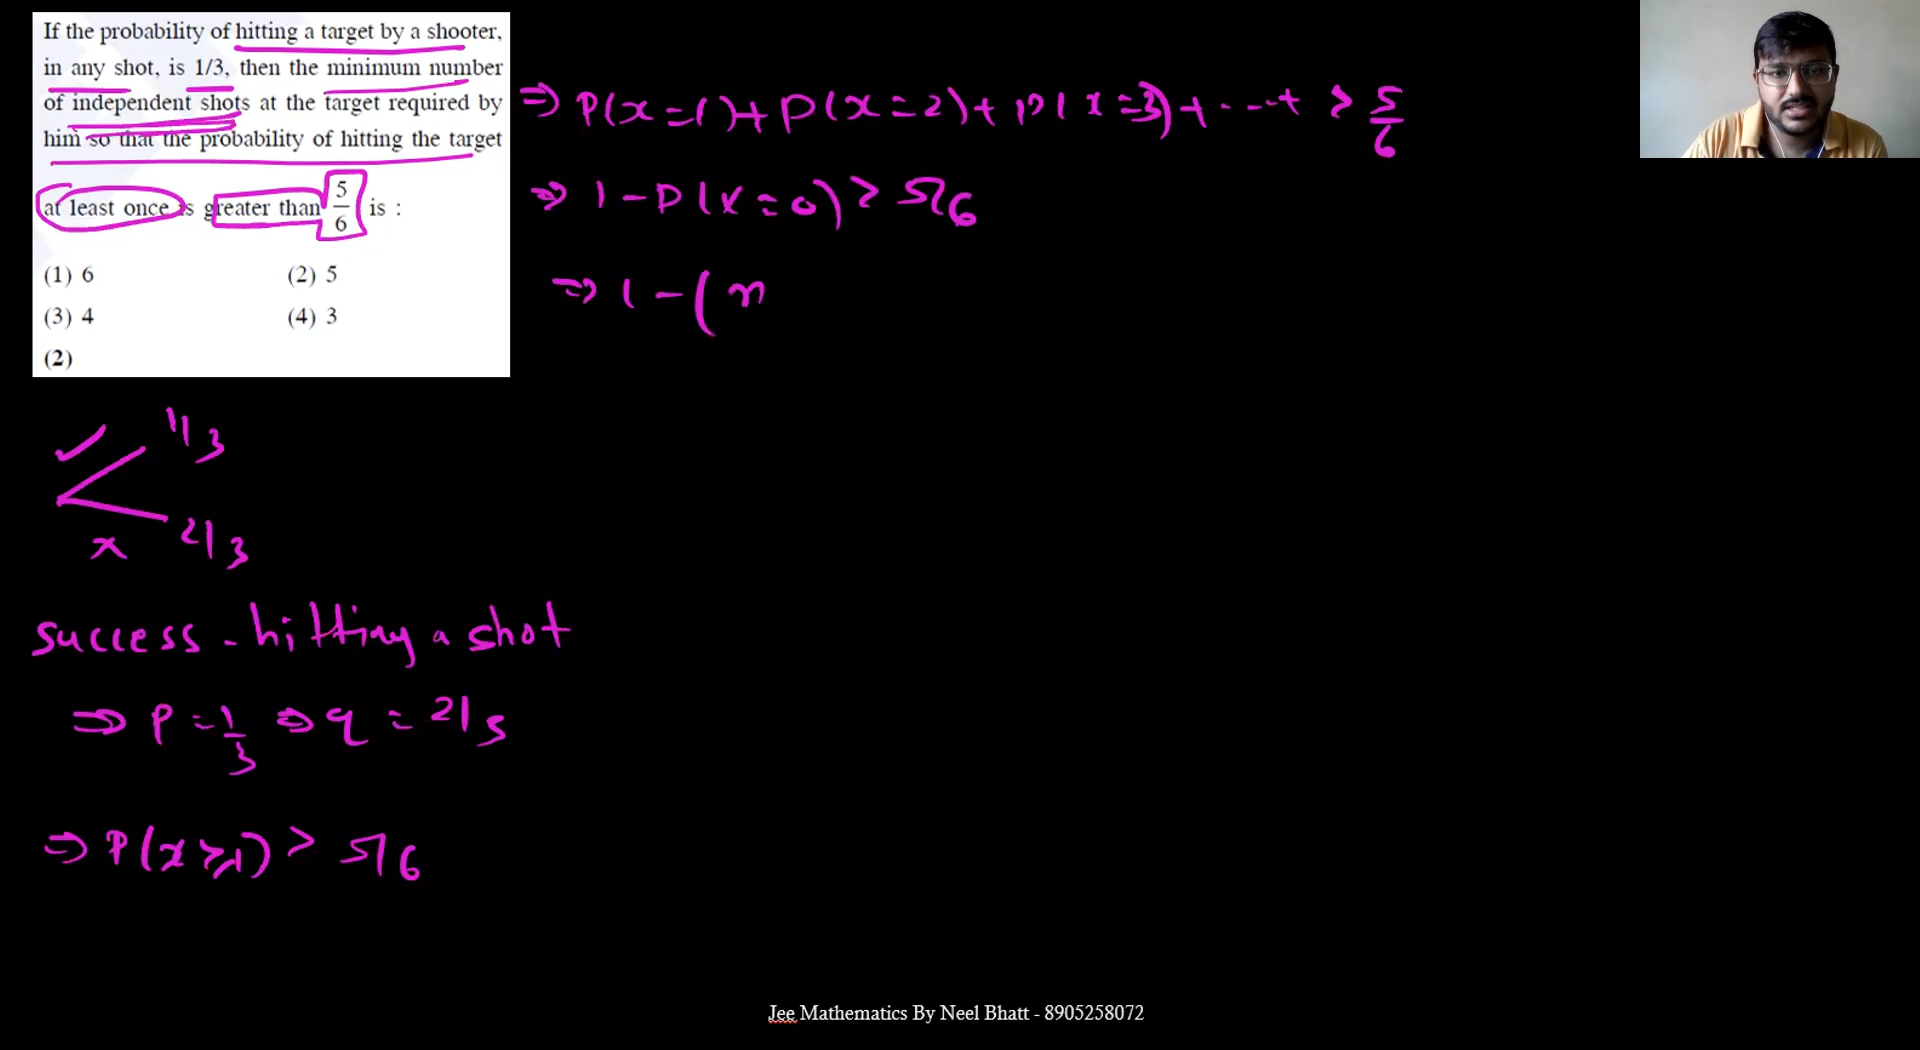 If the probability of hitting a target by a shooter,
in any shot, is 1/3, then the minimum number
of independent shots at the target required by
him so that the probability of hitting the target
at least once is greater than 5/6 is :
(1) 6 (2) 5
(3) 4 (4) 3
(2)
1/3
x 2/3
success - hitting a shot
⇒ p = 1/3 ⇒ q = 2/3
⇒ P(x ≥ 1) > 5/6
⇒ P(x = 1) + P(x = 2) + P(x = 3) + ... + > 5/6
⇒ 1 - P(x = 0) > 5/6
⇒ 1 - ( n
Jee Mathematics By Neel Bhatt - 8905258072